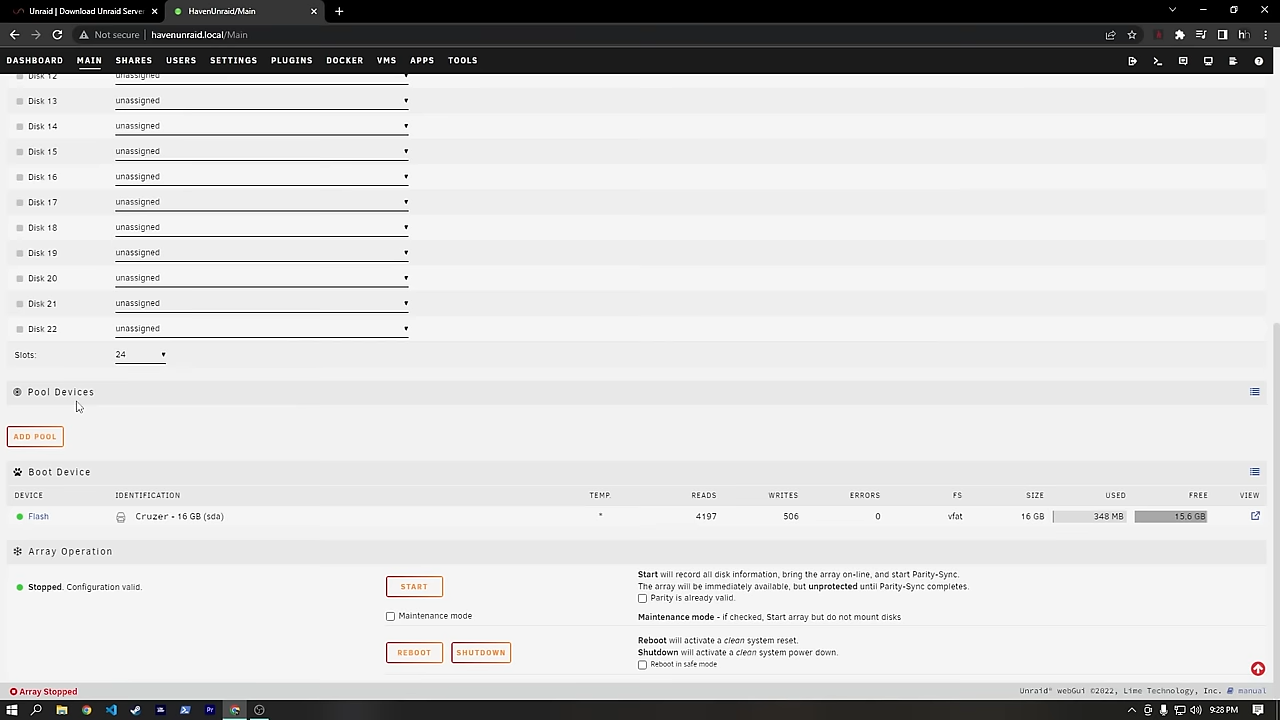 Unraid | Download Unraid Server
HavenUnraid/Main
Not secure | havenunraid.local/Main
DASHBOARD MAIN SHARES USERS SETTINGS PLUGINS DOCKER VMS APPS TOOLS
Disk 12 unassigned
Disk 13 unassigned
Disk 14 unassigned
Disk 15 unassigned
Disk 16 unassigned
Disk 17 unassigned
Disk 18 unassigned
Disk 19 unassigned
Disk 20 unassigned
Disk 21 unassigned
Disk 22 unassigned
Slots: 24
Pool Devices
ADD POOL
Boot Device
DEVICE IDENTIFICATION TEMP. READS WRITES ERRORS FS SIZE USED FREE VIEW
Flash Cruzer - 16 GB (sda) * 4197 506 0 vfat 16 GB 348 MB 15.6 GB
Array Operation
Stopped. Configuration valid.
START
Start will record all disk information, bring the array on-line, and start Parity-Sync.
The array will be immediately available, but unprotected until Parity-Sync completes.
Parity is already valid.
Maintenance mode
Maintenance mode - if checked, Start array but do not mount disks
REBOOT SHUTDOWN
Reboot will activate a clean system reset.
Shutdown will activate a clean system power down.
Reboot in safe mode
Array Stopped
Unraid® webGui ©2022, Lime Technology, Inc. manual
9:28 PM